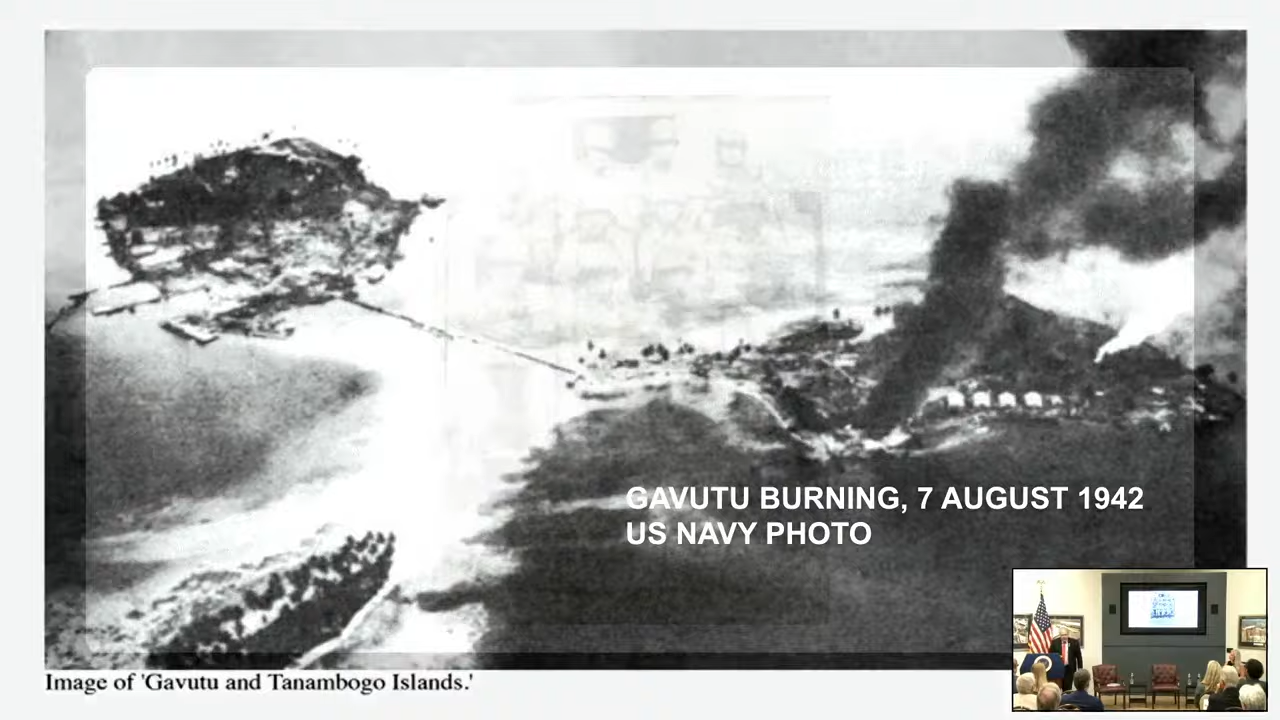 GAVUTU BURNING, 7 AUGUST 1942
US NAVY PHOTO
Image of 'Gavutu and Tanambogo Islands.'